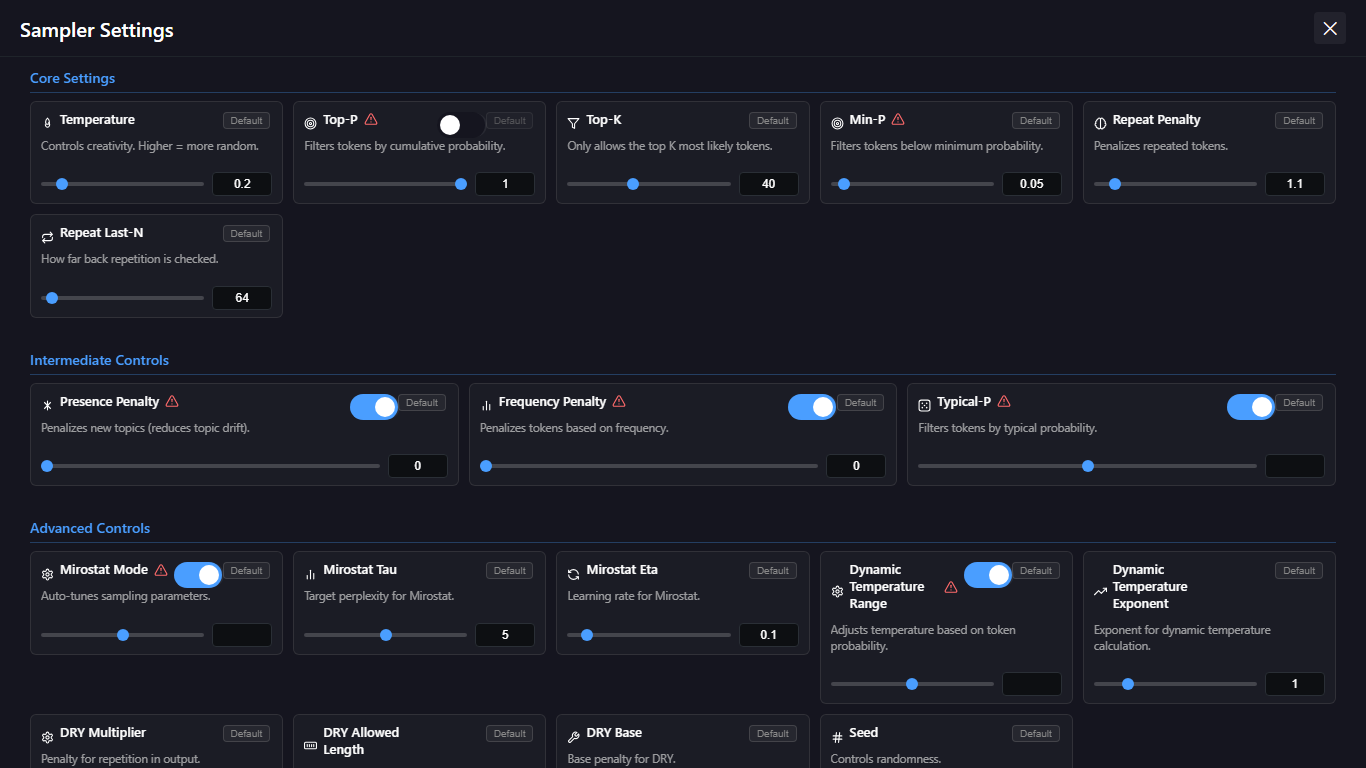 Sampler Settings
Core Settings
Temperature
Default
Controls creativity. Higher = more random.
0.2
Top-P
Default
Filters tokens by cumulative probability.
1
Top-K
Default
Only allows the top K most likely tokens.
40
Min-P
Default
Filters tokens below minimum probability.
0.05
Repeat Penalty
Default
Penalizes repeated tokens.
1.1
Repeat Last-N
Default
How far back repetition is checked.
64
Intermediate Controls
Presence Penalty
Default
Penalizes new topics (reduces topic drift).
0
Frequency Penalty
Default
Penalizes tokens based on frequency.
0
Typical-P
Default
Filters tokens by typical probability.
Advanced Controls
Mirostat Mode
Default
Auto-tunes sampling parameters.
Mirostat Tau
Default
Target perplexity for Mirostat.
5
Mirostat Eta
Default
Learning rate for Mirostat.
0.1
Dynamic
Temperature
Range
Default
Adjusts temperature based on token
probability.
Dynamic
Temperature
Exponent
Default
Exponent for dynamic temperature
calculation.
1
DRY Multiplier
Default
Penalty for repetition in output.
DRY Allowed
Length
Default
DRY Base
Default
Base penalty for DRY.
Seed
Default
Controls randomness.